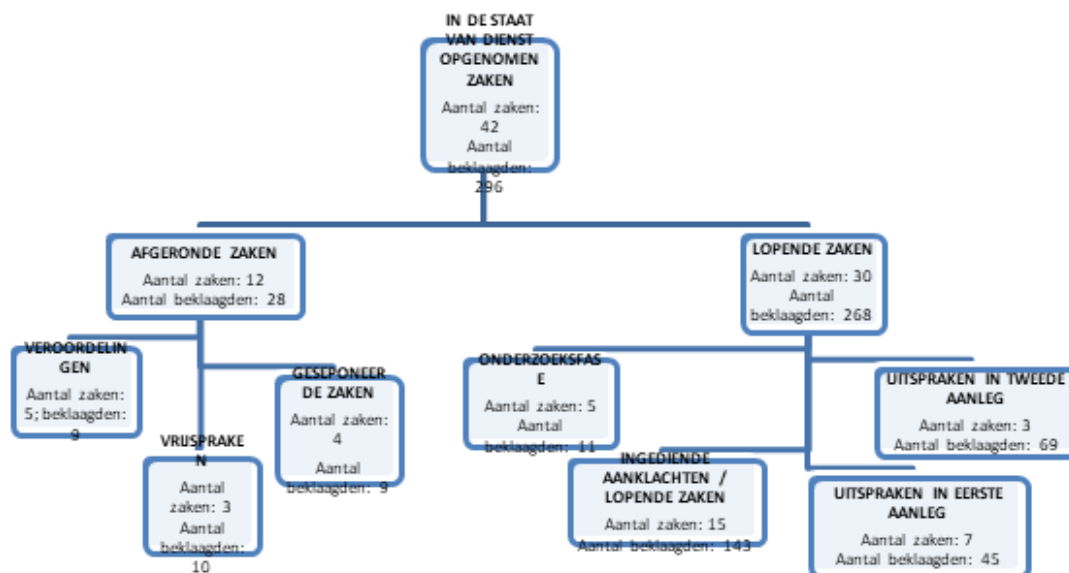 IN DE STAAT
VAN DIENST
OPGENOMEN
ZAKEN
Aantal zaken:
42
Aantal
beklaagden:
296
AFGERONDE ZAKEN
Aantal zaken: 12
Aantal beklaagden: 28
LOPENDE ZAKEN
Aantal zaken: 30
Aantal
beklaagden: 268
VEROORDELIN
GEN
Aantal zaken:
5; beklaagden:
9
VRIJSPRAKE
N
Aantal
zaken: 3
Aantal
beklaagden:
10
GESEPONEER
DE ZAKEN
Aantal zaken:
4
Aantal
beklaagden: 9
ONDERZOEKSFAS
E
Aantal zaken: 5
Aantal
beklaagden: 11
INGEDIENDE
AANKLACHTEN /
LOPENDE ZAKEN
Aantal zaken: 15
Aantal beklaagden: 143
UITSPRAKEN IN TWEEDE
AANLEG
Aantal zaken: 3
Aantal beklaagden: 69
UITSPRAKEN IN EERSTE
AANLEG
Aantal zaken: 7
Aantal beklaagden: 45